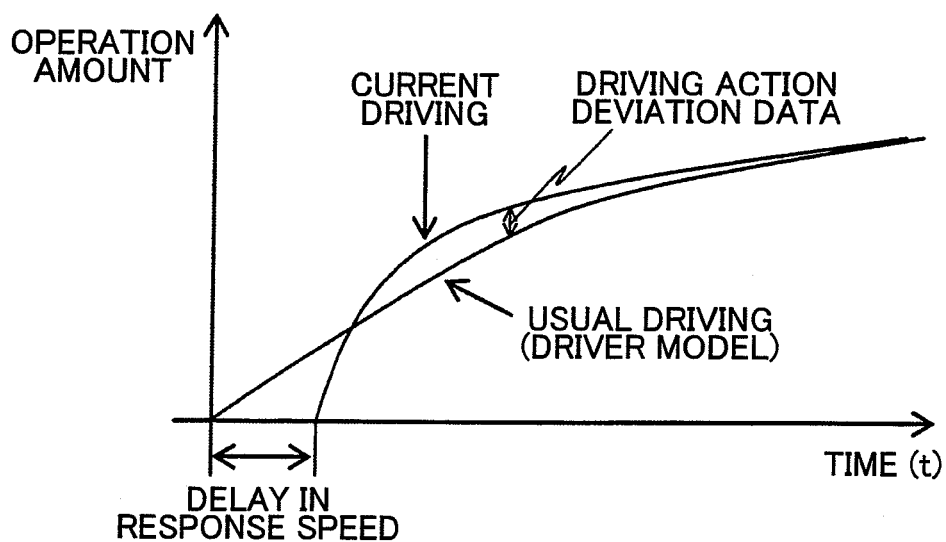 OPERATION
AMOUNT
CURRENT
DRIVING
DRIVING ACTION
DEVIATION DATA
USUAL DRIVING
(DRIVER MODEL)
TIME (t)
DELAY IN
RESPONSE SPEED